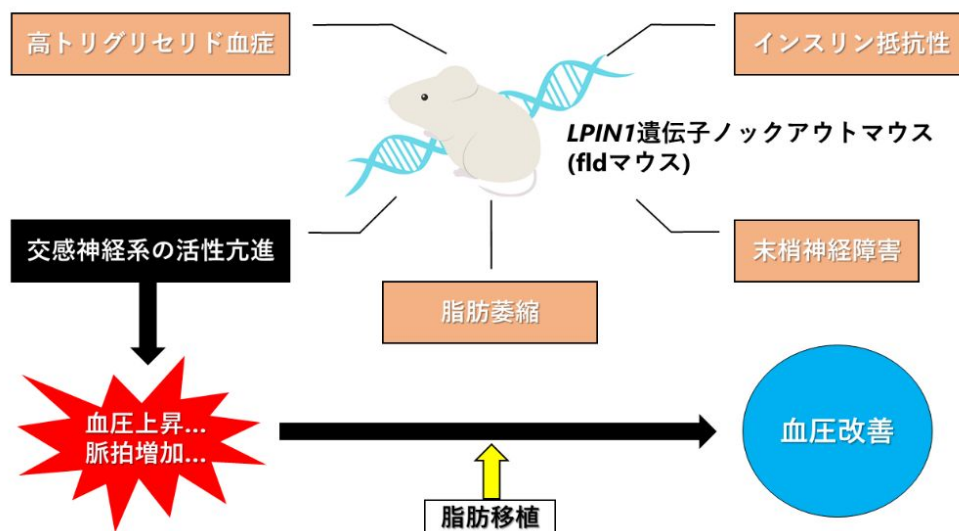 高トリグリセリド血症
インスリン抵抗性
LPIN1遺伝子ノックアウトマウス
(fldマウス)
交感神経系の活性亢進
末梢神経障害
脂肪萎縮
血圧上昇...
脈拍増加...
血圧改善
脂肪移植